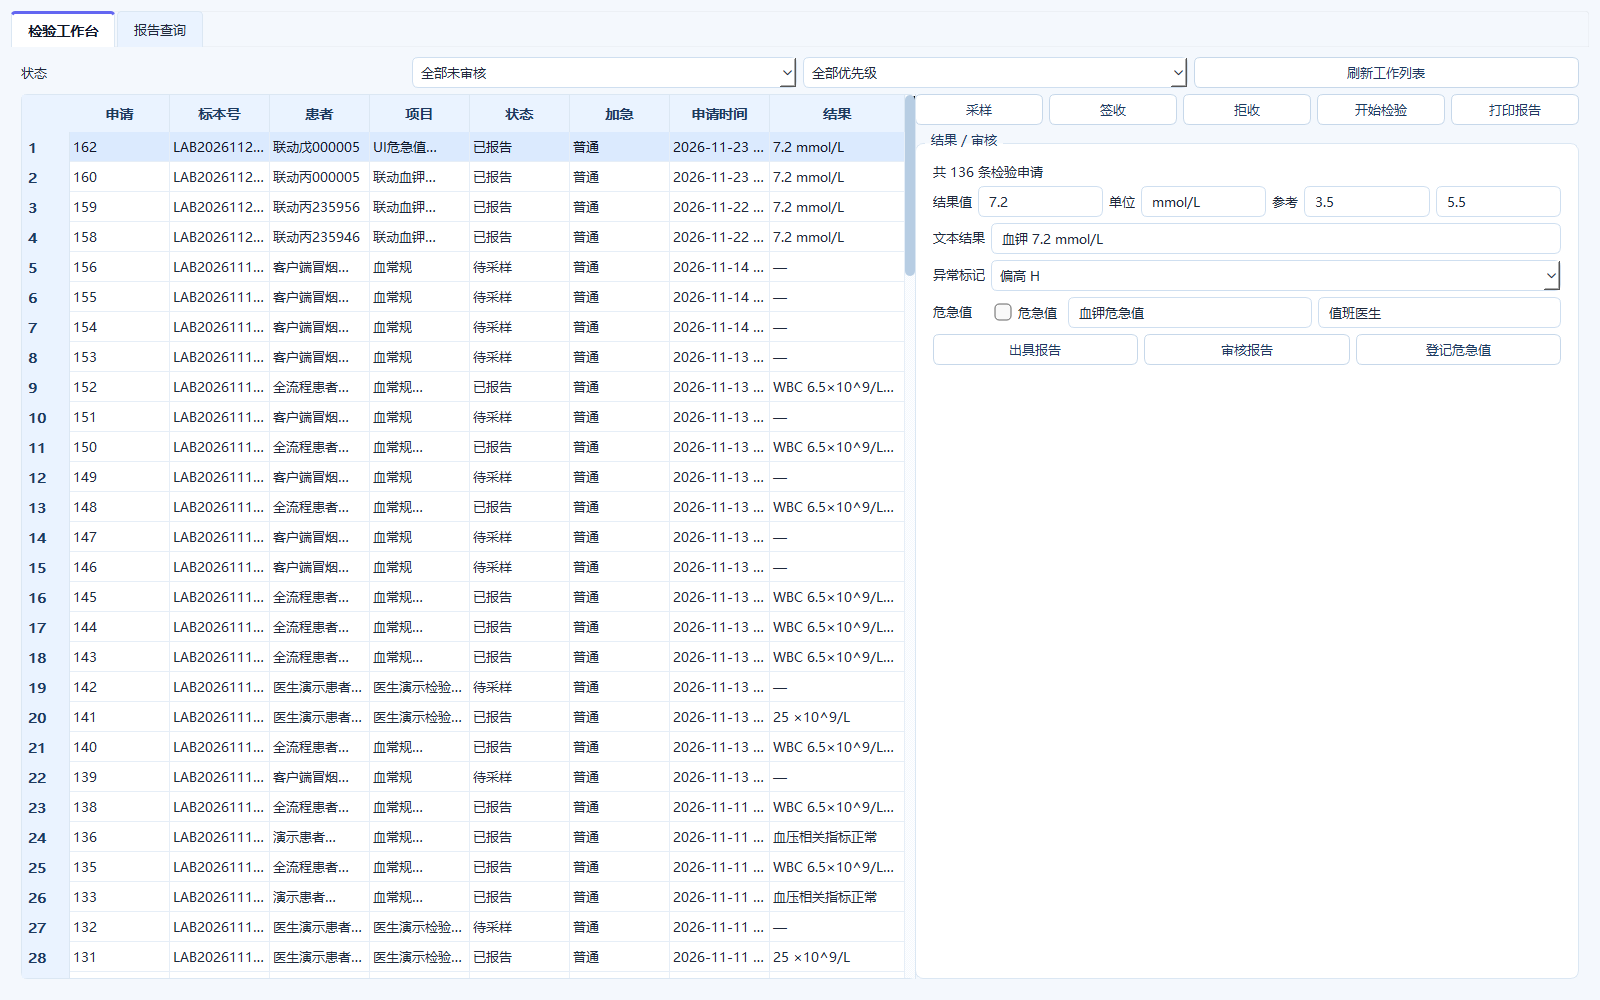 检验工作台 报告查询
状态 全部未审核 全部优先级 刷新工作列表
采样 签收 拒收 开始检验 打印报告
申请 标本号 患者 项目 状态 加急 申请时间 结果
1 162 LAB2026112... 联动戊000005 UI危急值... 已报告 普通 2026-11-23 ... 7.2 mmol/L
2 160 LAB2026112... 联动丙000005 联动血钾... 已报告 普通 2026-11-23 ... 7.2 mmol/L
3 159 LAB2026112... 联动丙235956 联动血钾... 已报告 普通 2026-11-22 ... 7.2 mmol/L
4 158 LAB2026112... 联动丙235946 联动血钾... 已报告 普通 2026-11-22 ... 7.2 mmol/L
5 156 LAB2026111... 客户端冒烟... 血常规 待采样 普通 2026-11-14 ... —
6 155 LAB2026111... 客户端冒烟... 血常规 待采样 普通 2026-11-14 ... —
7 154 LAB2026111... 客户端冒烟... 血常规 待采样 普通 2026-11-14 ... —
8 153 LAB2026111... 客户端冒烟... 血常规 待采样 普通 2026-11-13 ... —
9 152 LAB2026111... 全流程患者... 血常规... 已报告 普通 2026-11-13 ... WBC 6.5×10^9/L...
10 151 LAB2026111... 客户端冒烟... 血常规 待采样 普通 2026-11-13 ... —
11 150 LAB2026111... 全流程患者... 血常规... 已报告 普通 2026-11-13 ... WBC 6.5×10^9/L...
12 149 LAB2026111... 客户端冒烟... 血常规 待采样 普通 2026-11-13 ... —
13 148 LAB2026111... 全流程患者... 血常规... 已报告 普通 2026-11-13 ... WBC 6.5×10^9/L...
14 147 LAB2026111... 客户端冒烟... 血常规 待采样 普通 2026-11-13 ... —
15 146 LAB2026111... 客户端冒烟... 血常规 待采样 普通 2026-11-13 ... —
16 145 LAB2026111... 全流程患者... 血常规... 已报告 普通 2026-11-13 ... WBC 6.5×10^9/L...
17 144 LAB2026111... 全流程患者... 血常规... 已报告 普通 2026-11-13 ... WBC 6.5×10^9/L...
18 143 LAB2026111... 全流程患者... 血常规... 已报告 普通 2026-11-13 ... WBC 6.5×10^9/L...
19 142 LAB2026111... 医生演示患者... 医生演示检验... 待采样 普通 2026-11-13 ... —
20 141 LAB2026111... 医生演示患者... 医生演示检验... 已报告 普通 2026-11-13 ... 25 ×10^9/L
21 140 LAB2026111... 全流程患者... 血常规... 已报告 普通 2026-11-13 ... WBC 6.5×10^9/L...
22 139 LAB2026111... 客户端冒烟... 血常规 待采样 普通 2026-11-13 ... —
23 138 LAB2026111... 全流程患者... 血常规... 已报告 普通 2026-11-11 ... WBC 6.5×10^9/L...
24 136 LAB2026111... 演示患者... 血常规... 已报告 普通 2026-11-11 ... 血压相关指标正常
25 135 LAB2026111... 全流程患者... 血常规... 已报告 普通 2026-11-11 ... WBC 6.5×10^9/L...
26 133 LAB2026111... 演示患者... 血常规... 已报告 普通 2026-11-11 ... 血压相关指标正常
27 132 LAB2026111... 医生演示患者... 医生演示检验... 待采样 普通 2026-11-11 ... —
28 131 LAB2026111... 医生演示患者... 医生演示检验... 已报告 普通 2026-11-11 ... 25 ×10^9/L
结果 / 审核
共 136 条检验申请
结果值 7.2 单位 mmol/L 参考 3.5 5.5
文本结果 血钾 7.2 mmol/L
异常标记 偏高 H
危急值 危急值 血钾危急值 值班医生
出具报告 审核报告 登记危急值